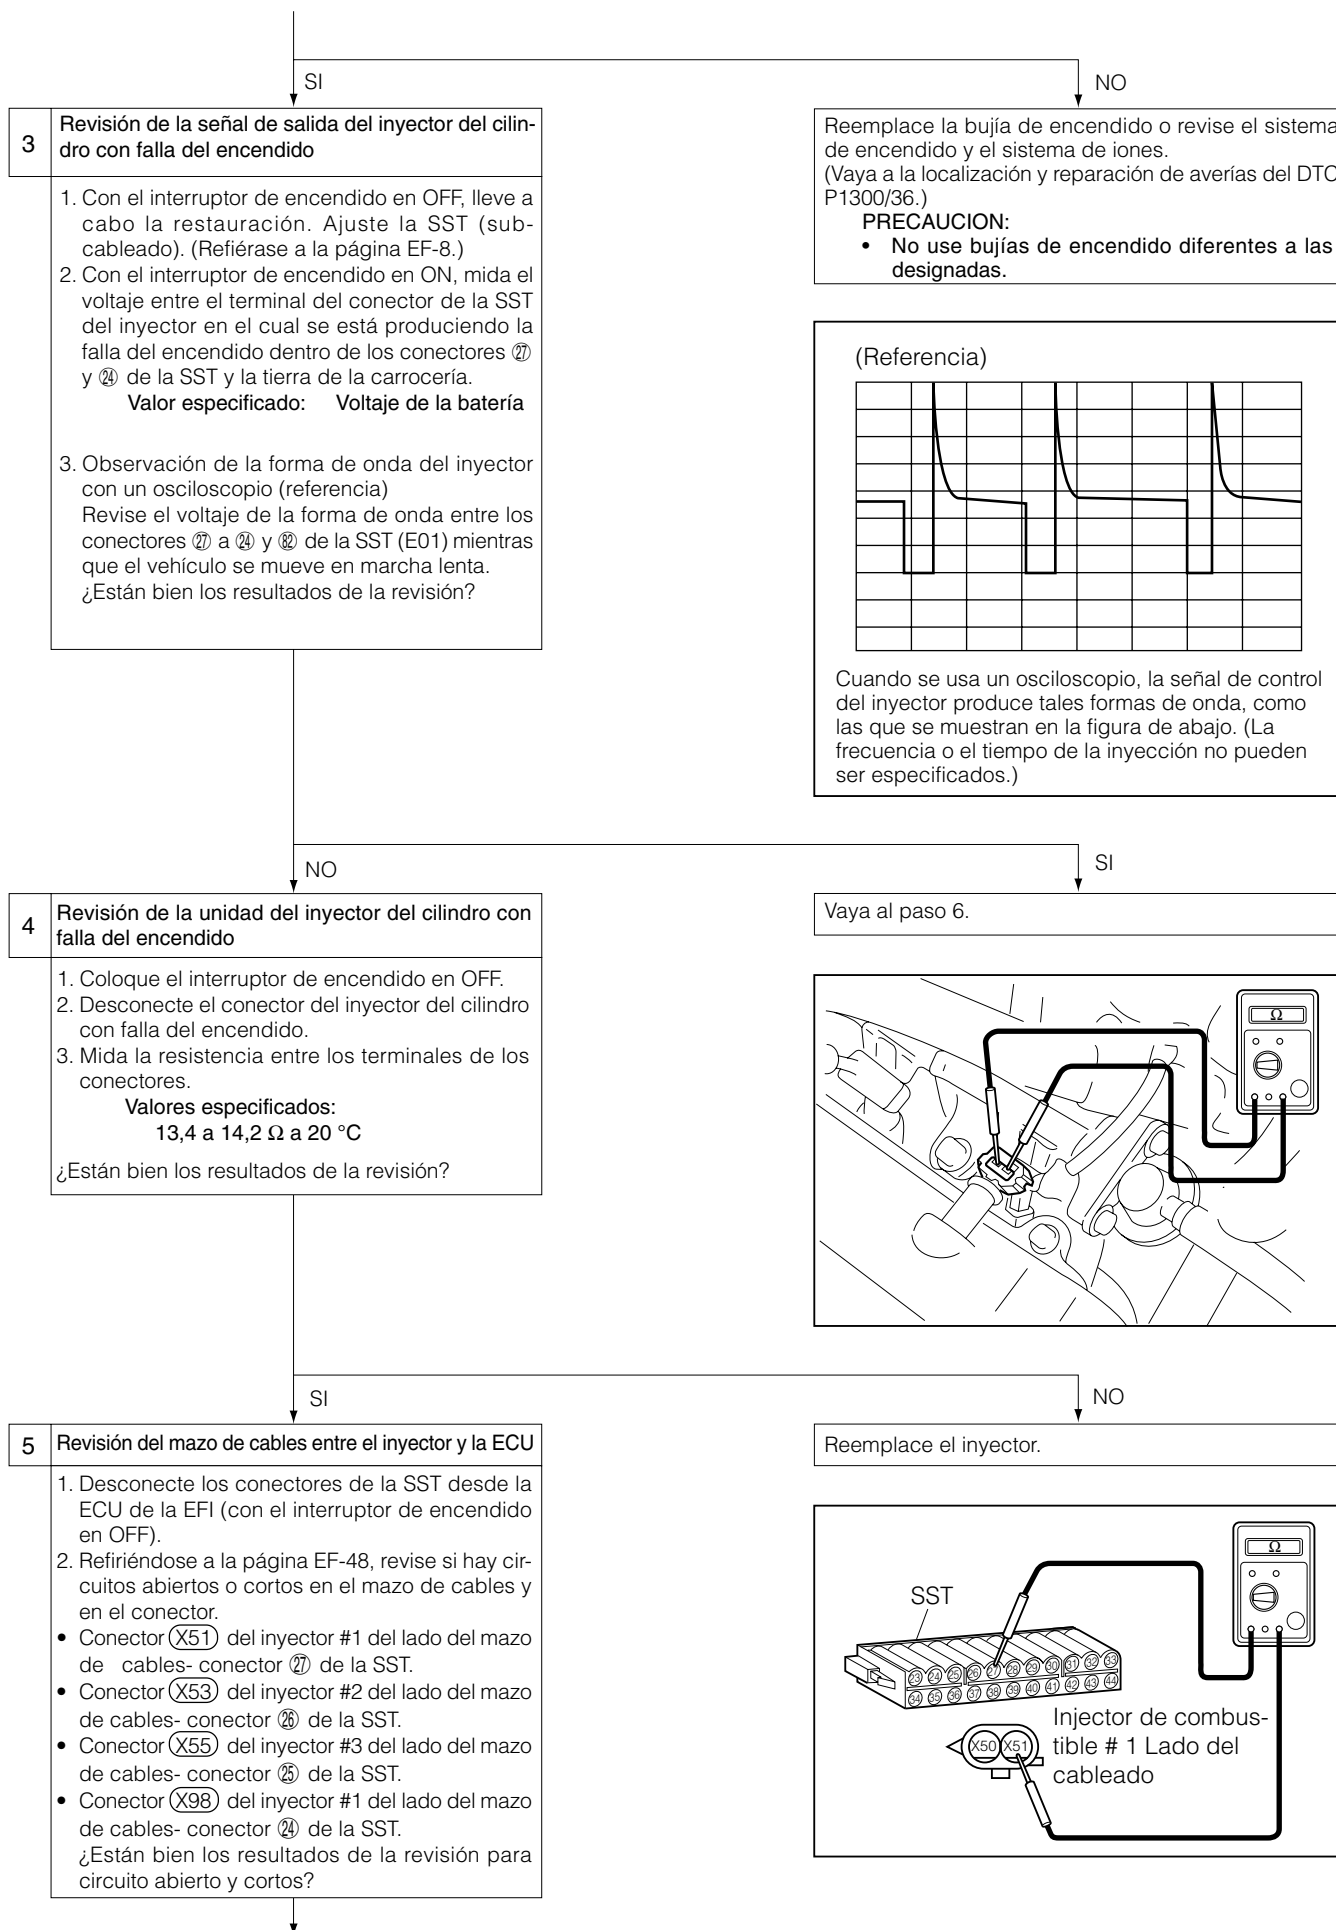 SI
NO
3
Revisión de la señal de salida del inyector del cilin-
dro con falla del encendido
1. Con el interruptor de encendido en OFF, lleve a
cabo la restauración. Ajuste la SST (sub-
cableado). (Refiérase a la página EF-8.)
2. Con el interruptor de encendido en ON, mida el
voltaje entre el terminal del conector de la SST
del inyector en el cual se está produciendo la
falla del encendido dentro de los conectores ㉗
y ㉔ de la SST y la tierra de la carrocería.
Valor especificado: Voltaje de la batería
3. Observación de la forma de onda del inyector
con un osciloscopio (referencia)
Revise el voltaje de la forma de onda entre los
conectores ㉗ a ㉔ y 82 de la SST (E01) mientras
que el vehículo se mueve en marcha lenta.
¿Están bien los resultados de la revisión?
Reemplace la bujía de encendido o revise el sistema
de encendido y el sistema de iones.
(Vaya a la localización y reparación de averías del DTC
P1300/36.)
PRECAUCION:
• No use bujías de encendido diferentes a las
designadas.
(Referencia)
Cuando se usa un osciloscopio, la señal de control
del inyector produce tales formas de onda, como
las que se muestran en la figura de abajo. (La
frecuencia o el tiempo de la inyección no pueden
ser especificados.)
NO
SI
4
Revisión de la unidad del inyector del cilindro con
falla del encendido
1. Coloque el interruptor de encendido en OFF.
2. Desconecte el conector del inyector del cilindro
con falla del encendido.
3. Mida la resistencia entre los terminales de los
conectores.
Valores especificados:
13,4 a 14,2 Ω a 20 °C
¿Están bien los resultados de la revisión?
Vaya al paso 6.
Ω
SI
NO
5
Revisión del mazo de cables entre el inyector y la ECU
1. Desconecte los conectores de la SST desde la
ECU de la EFI (con el interruptor de encendido
en OFF).
2. Refiriéndose a la página EF-48, revise si hay cir-
cuitos abiertos o cortos en el mazo de cables y
en el conector.
• Conector (X51) del inyector #1 del lado del mazo
de cables- conector ㉗ de la SST.
• Conector (X53) del inyector #2 del lado del mazo
de cables- conector ㉖ de la SST.
• Conector (X55) del inyector #3 del lado del mazo
de cables- conector ㉕ de la SST.
• Conector (X98) del inyector #1 del lado del mazo
de cables- conector ㉔ de la SST.
¿Están bien los resultados de la revisión para
circuito abierto y cortos?
Reemplace el inyector.
Ω
SST
㉓ ㉔ ㉕ ㉖ ㉗ ㉘ ㉙ ㉚ ㉛ ㉜ ㉝
㉞ ㉟ ㊱ ㊲ ㊳ ㊴ ㊵ ㊶ ㊷ ㊸ ㊹
X50 X51
Injector de combus-
tible # 1 Lado del
cableado